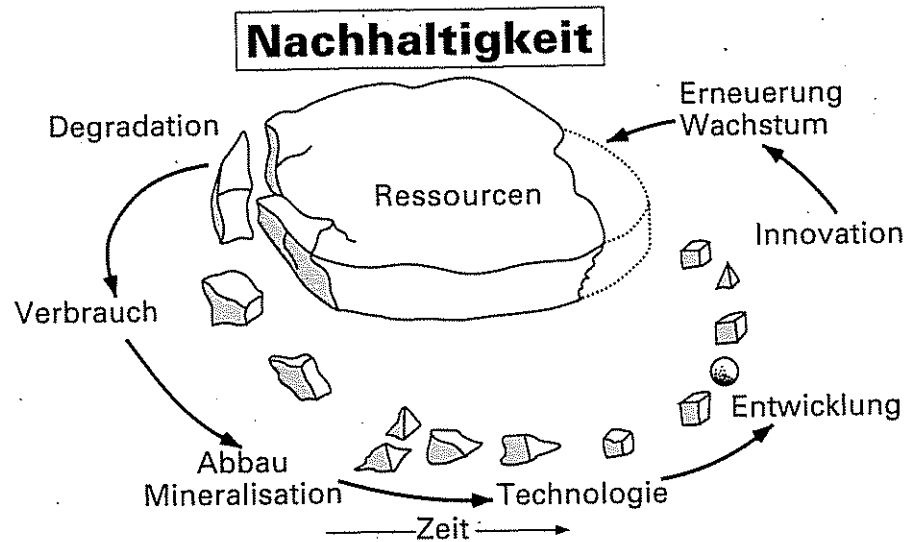 Nachhaltigkeit
Erneuerung
Wachstum
Degradation
Ressourcen
Innovation
Verbrauch
Entwicklung
Abbau
Mineralisation
Technologie
Zeit